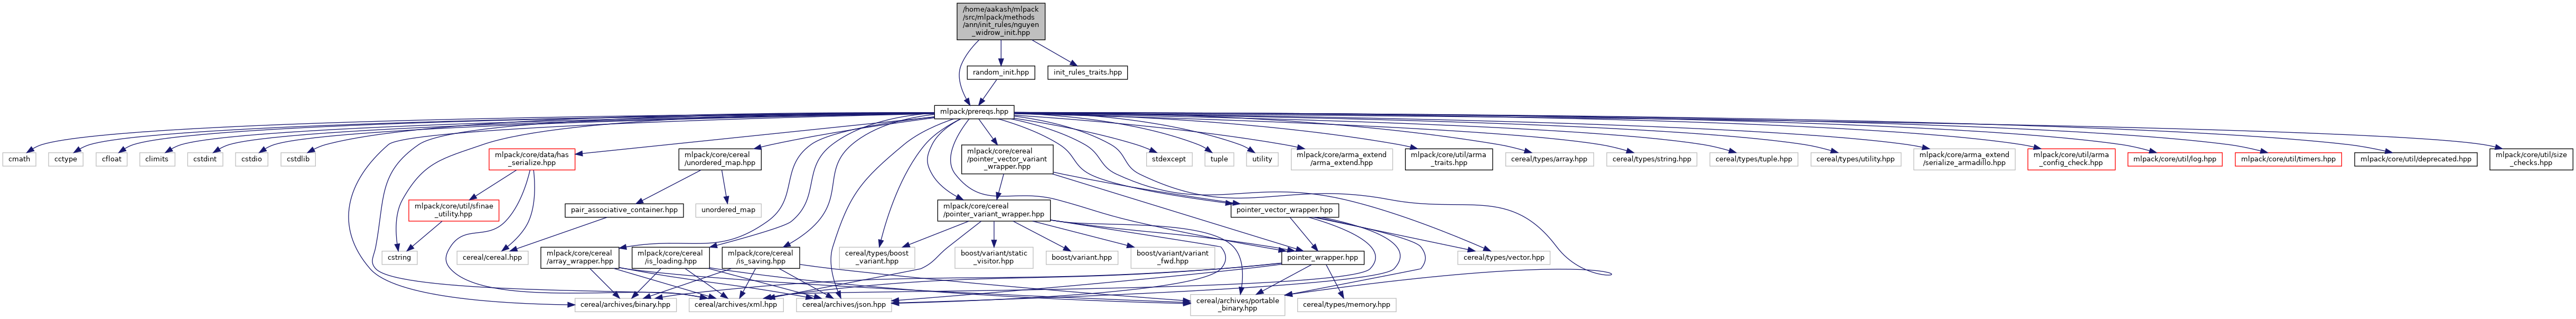 /home/aakash/mlpack
/src/mlpack/methods
/ann/init_rules/nguyen
_widrow_init.hpp
random_init.hpp
init_rules_traits.hpp
mlpack/prereqs.hpp
cmath
cctype
cfloat
climits
cstdint
cstdio
cstdlib
mlpack/core/data/has
_serialize.hpp
mlpack/core/cereal
/unordered_map.hpp
mlpack/core/cereal
/pointer_vector_variant
_wrapper.hpp
stdexcept
tuple
utility
mlpack/core/arma_extend
/arma_extend.hpp
mlpack/core/util/arma
_traits.hpp
cereal/types/array.hpp
cereal/types/string.hpp
cereal/types/tuple.hpp
cereal/types/utility.hpp
mlpack/core/arma_extend
/serialize_armadillo.hpp
mlpack/core/util/arma
_config_check.hpp
mlpack/core/util/log.hpp
mlpack/core/util/timers.hpp
mlpack/core/util/deprecated.hpp
mlpack/core/util/size
_checks.hpp
mlpack/core/util/sfinae
_utility.hpp
pair_associative_container.hpp
unordered_map
mlpack/core/cereal
/pointer_variant_wrapper.hpp
pointer_vector_wrapper.hpp
cstring
cereal/cereal.hpp
mlpack/core/cereal
/array_wrapper.hpp
mlpack/core/cereal
/is_loading.hpp
mlpack/core/cereal
/is_saving.hpp
cereal/types/boost
_variant.hpp
boost/variant/static
_visitor.hpp
boost/variant.hpp
boost/variant/variant
_fwd.hpp
pointer_wrapper.hpp
cereal/types/vector.hpp
cereal/archives/binary.hpp
cereal/archives/xml.hpp
cereal/archives/json.hpp
cereal/archives/portable
_binary.hpp
cereal/types/memory.hpp